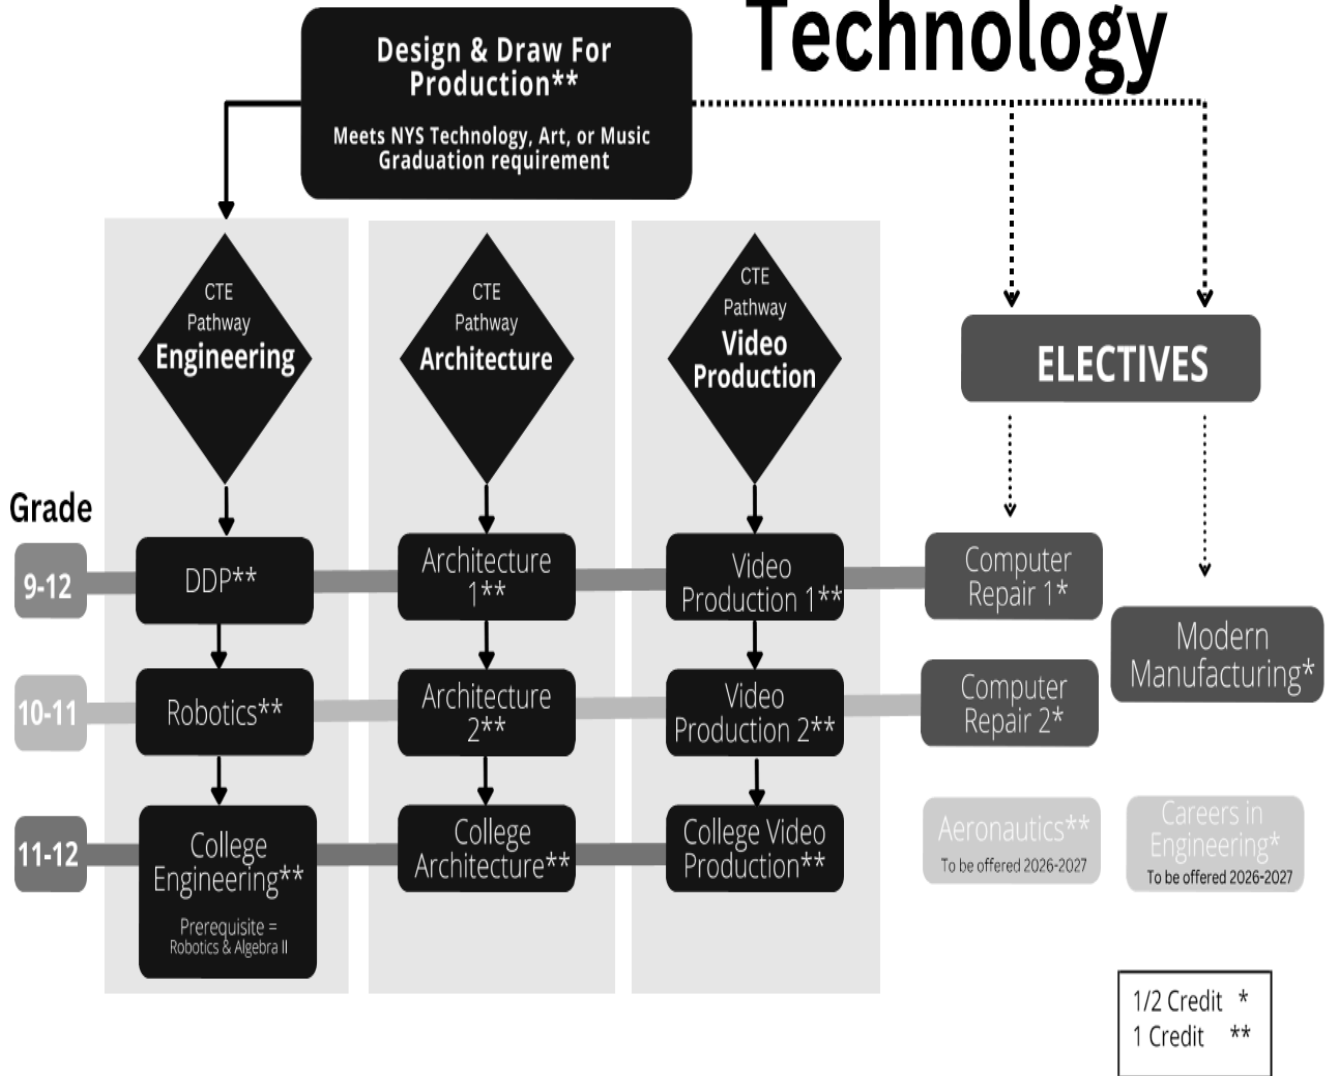 Technology
Design & Draw For
Production**
Meets NYS Technology, Art, or Music
Graduation requirement
CTE
Pathway
Engineering
CTE
Pathway
Architecture
CTE
Pathway
Video
Production
ELECTIVES
Grade
9-12
DDP**
Architecture
1**
Video
Production 1**
Computer
Repair 1*
Modern
Manufacturing*
10-11
Robotics**
Architecture
2**
Video
Production 2**
Computer
Repair 2*
11-12
College
Engineering**
Prerequisite =
Robotics & Algebra II
College
Architecture**
College Video
Production**
Aeronautics**
To be offered 2026-2027
Careers in
Engineering*
To be offered 2026-2027
1/2 Credit *
1 Credit **